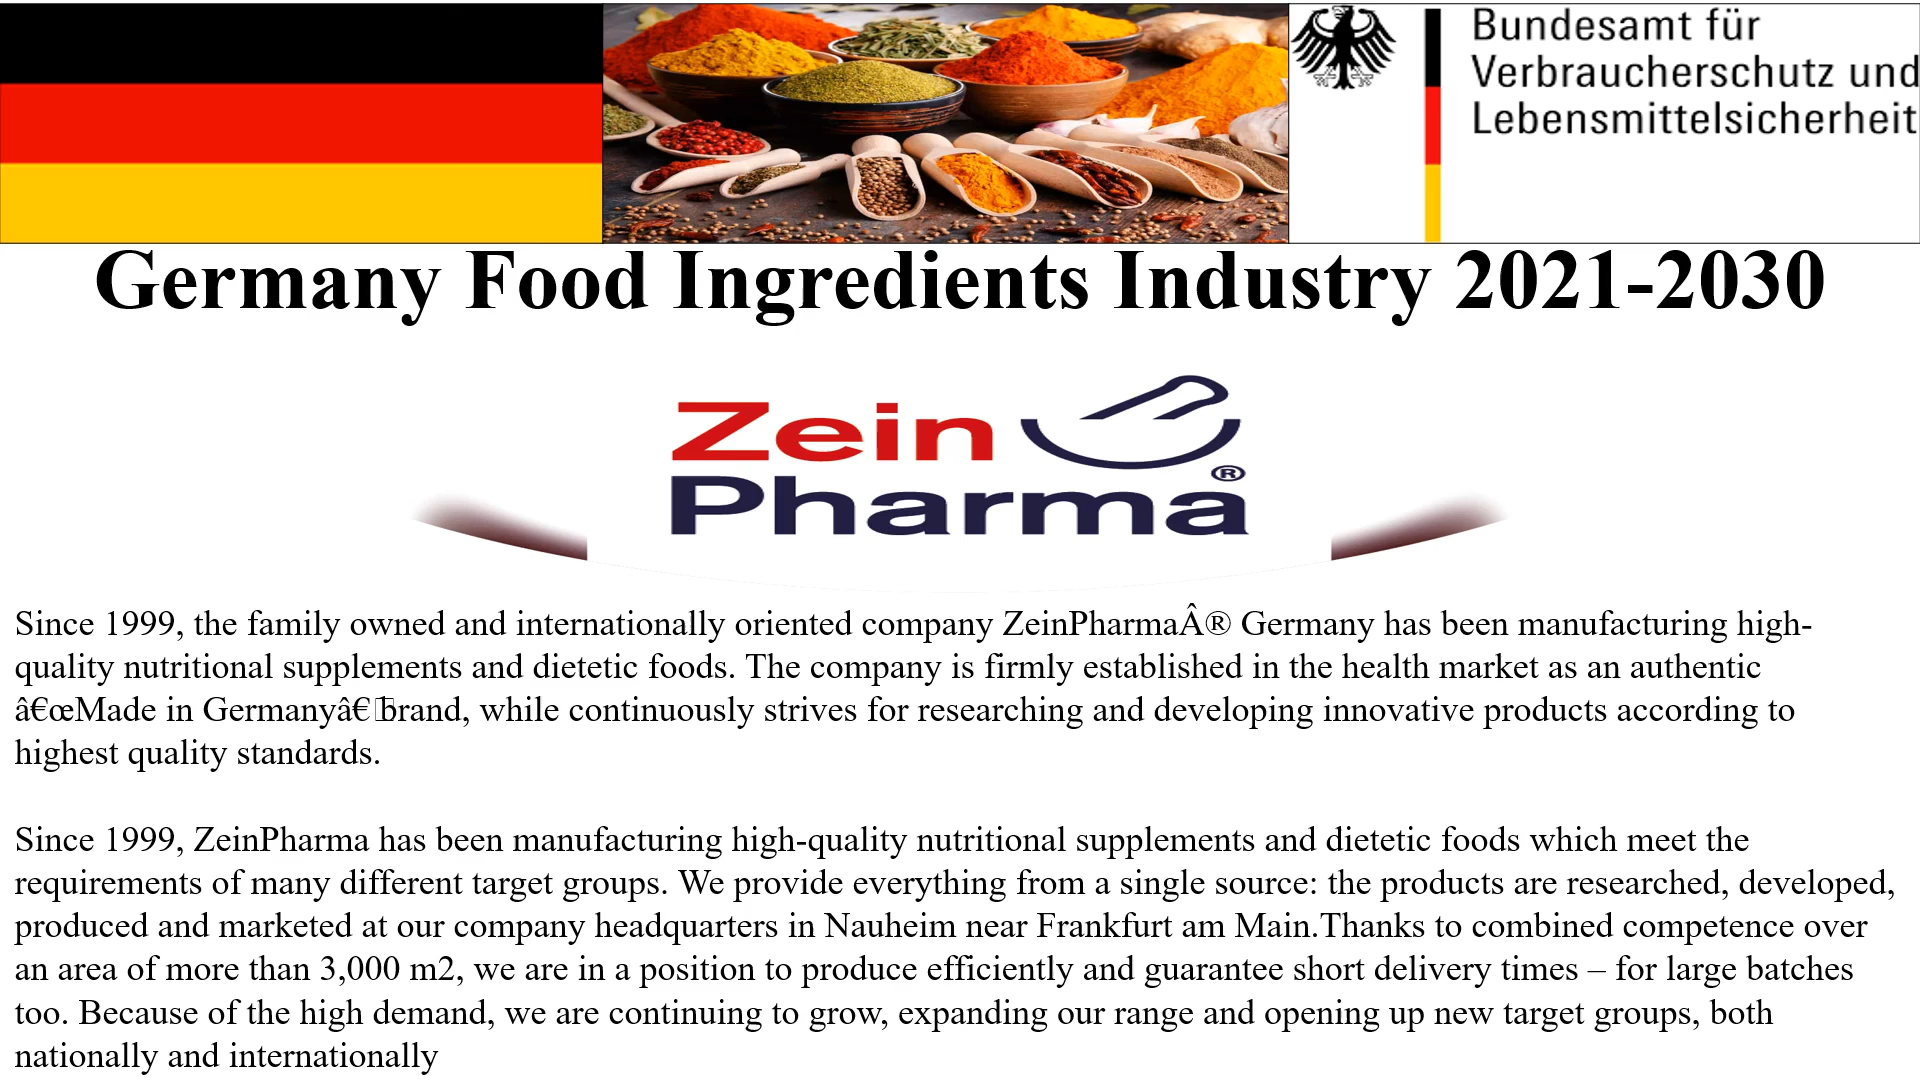 Bundesamt für
Verbraucherschutz und
Lebensmittelsicherheit
Germany Food Ingredients Industry 2021-2030
Zein
Pharma®
Since 1999, the family owned and internationally oriented company ZeinPharmaÂ® Germany has been manufacturing high-
quality nutritional supplements and dietetic foods. The company is firmly established in the health market as an authentic
â€œMade in Germanyâ€ brand, while continuously strives for researching and developing innovative products according to
highest quality standards.
Since 1999, ZeinPharma has been manufacturing high-quality nutritional supplements and dietetic foods which meet the
requirements of many different target groups. We provide everything from a single source: the products are researched, developed,
produced and marketed at our company headquarters in Nauheim near Frankfurt am Main.Thanks to combined competence over
an area of more than 3,000 m2, we are in a position to produce efficiently and guarantee short delivery times – for large batches
too. Because of the high demand, we are continuing to grow, expanding our range and opening up new target groups, both
nationally and internationally